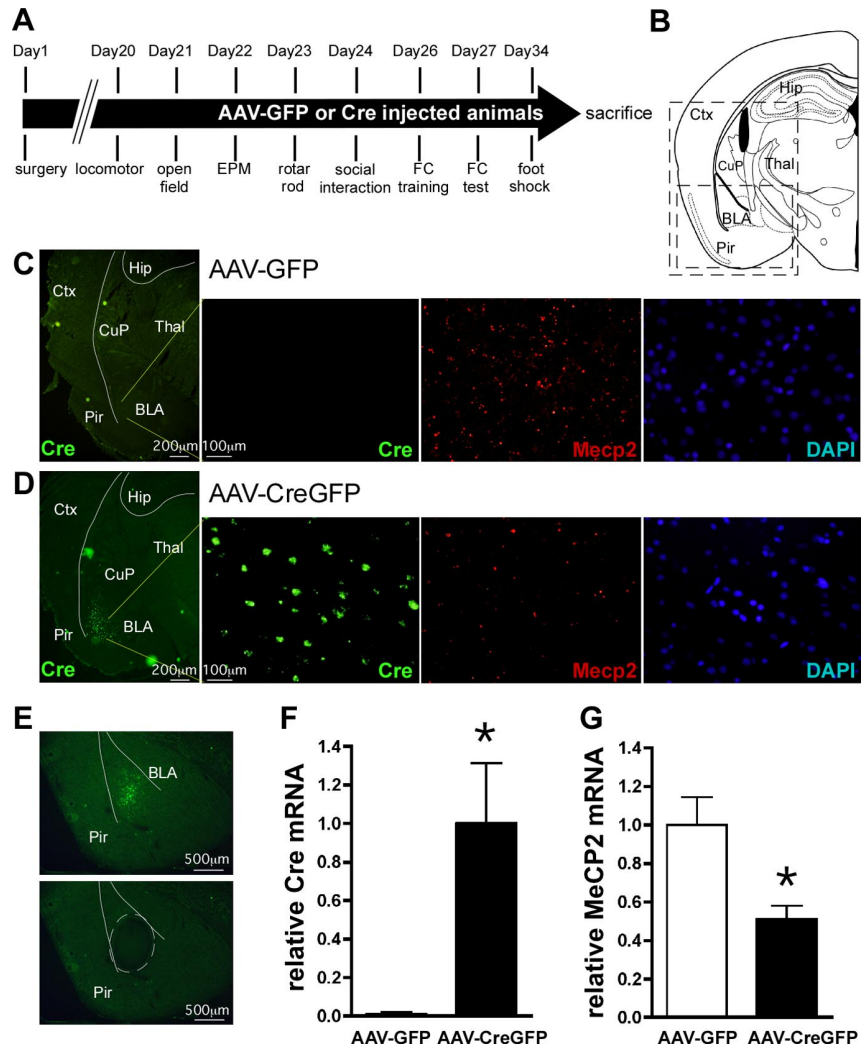 A
Day1 Day20 Day21 Day22 Day23 Day24 Day26 Day27 Day34
AAV-GFP or Cre injected animals
sacrifice
surgery locomotor open field EPM rotar rod social interaction FC training FC test foot shock
B
Hip
Ctx
CuP
Thal
BLA
Pir
C
AAV-GFP
Hip
Ctx
CuP
Thal
Pir
BLA
200μm
Cre
100μm
Cre
Mecp2
DAPI
D
AAV-CreGFP
Hip
Ctx
Thal
CuP
BLA
Pir
200μm
Cre
100μm
Cre
Mecp2
DAPI
E
BLA
Pir
500μm
Pir
500μm
F
relative Cre mRNA
1.4
1.2
1.0
0.8
0.6
0.4
0.2
0.0
*
AAV-GFP AAV-CreGFP
G
relative MeCP2 mRNA
1.4
1.2
1.0
0.8
0.6
0.4
0.2
0.0
*
AAV-GFP AAV-CreGFP